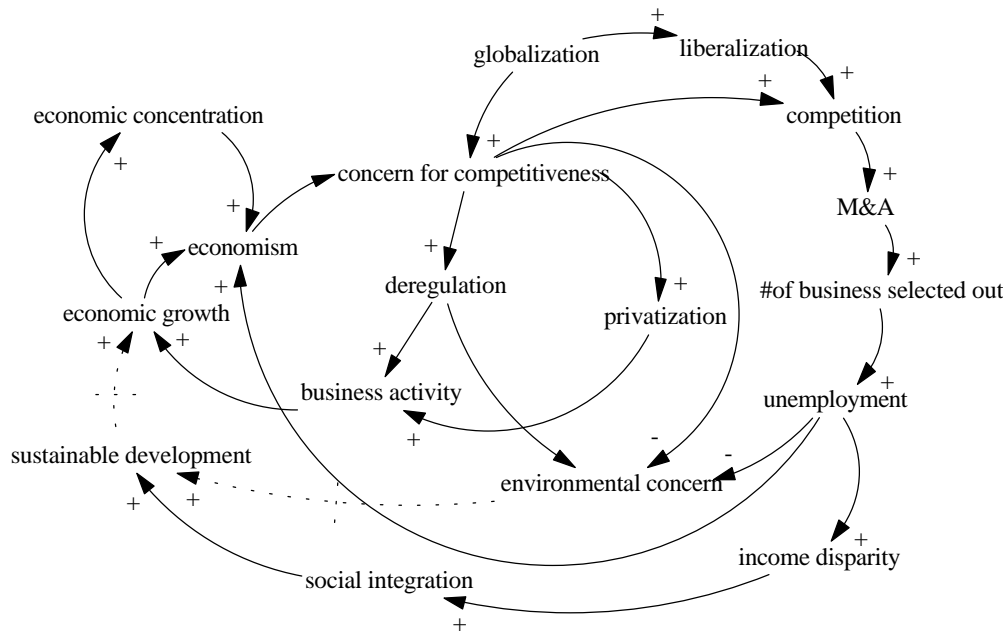 globalization
+
liberalization
+
+
competition
economic concentration
+
+
concern for competitiveness
+
M&A
+
+
economism
+
+
+
deregulation
+
#of business selected out
+
economic growth
+
+
privatization
+
business activity
+
unemployment
+
sustainable development
+
+
-
-
environmental concern
+
income disparity
social integration
+